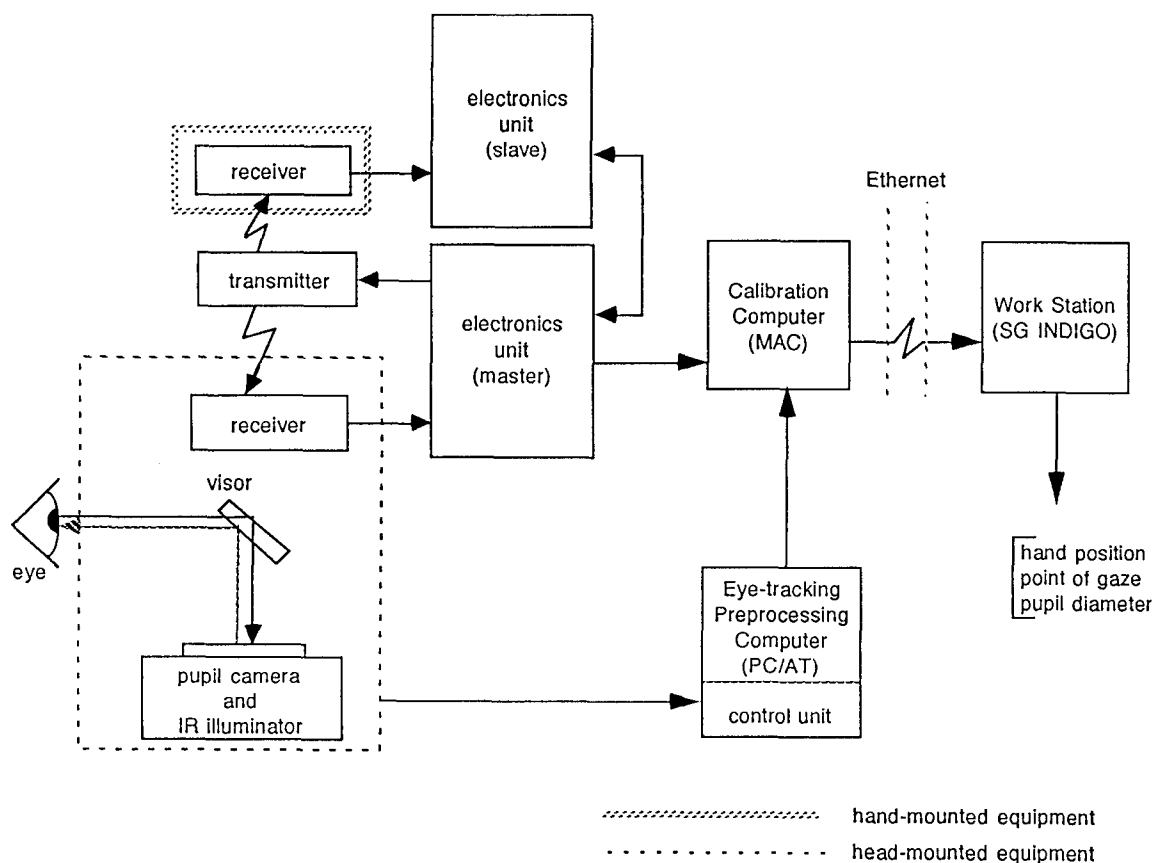 electronics
unit
(slave)
receiver
Ethernet
transmitter
electronics
unit
(master)
Calibration
Computer
(MAC)
Work Station
(SG INDIGO)
receiver
visor
eye
hand position
point of gaze
pupil diameter
Eye-tracking
Preprocessing
Computer
(PC/AT)
control unit
pupil camera
and
IR illuminator
hand-mounted equipment
head-mounted equipment